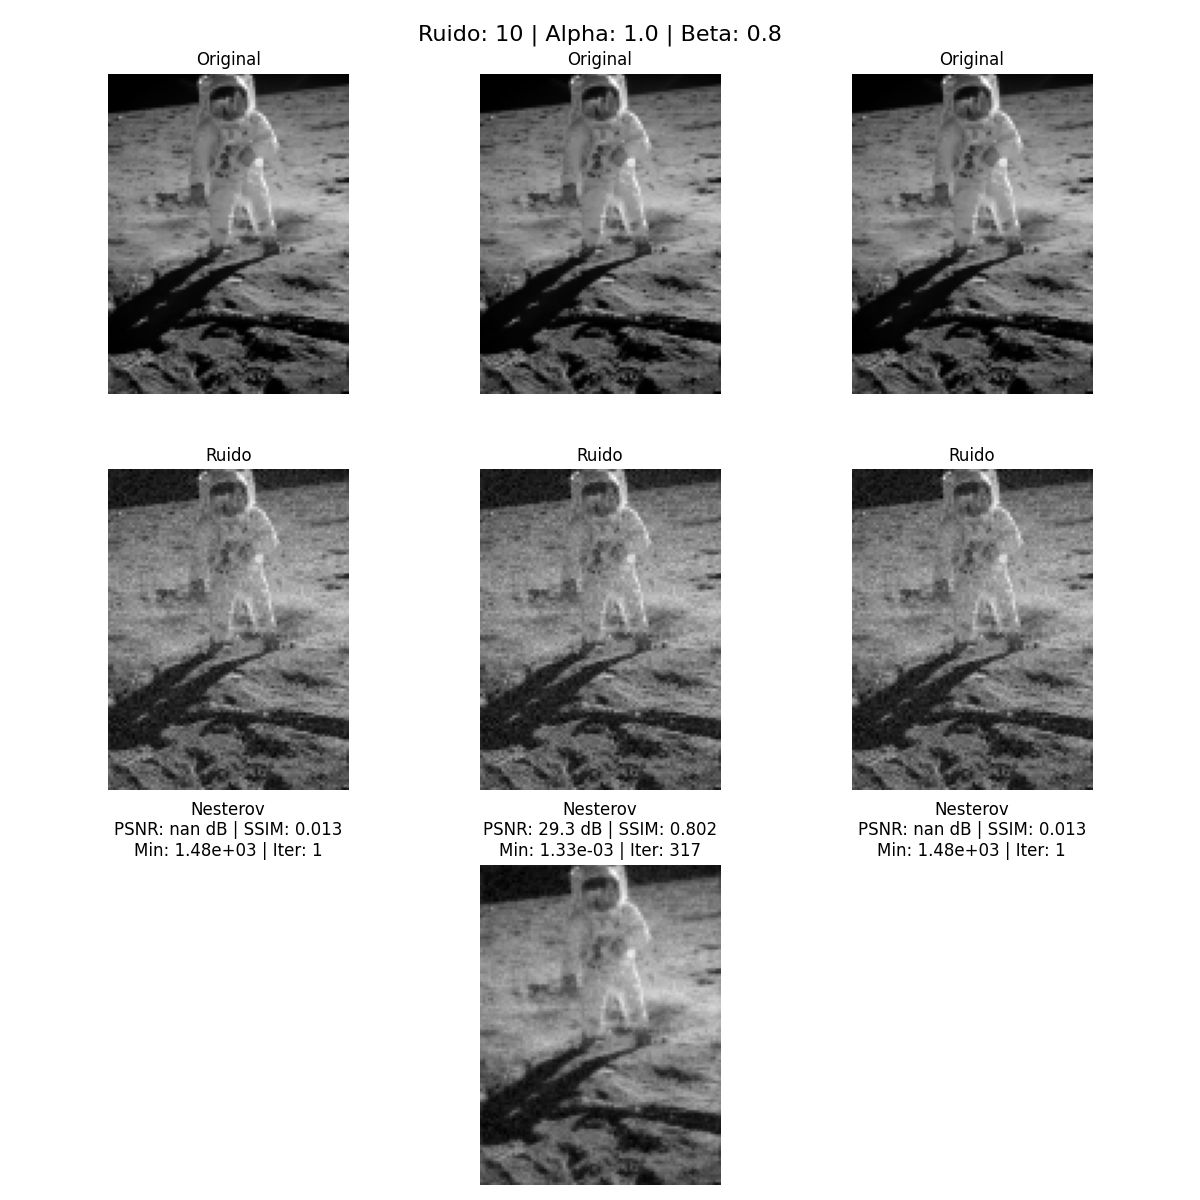 Ruido: 10 | Alpha: 1.0 | Beta: 0.8
Original
Original
Original
Ruido
Ruido
Ruido
Nesterov
PSNR: nan dB | SSIM: 0.013
Min: 1.48e+03 | Iter: 1
Nesterov
PSNR: 29.3 dB | SSIM: 0.802
Min: 1.33e-03 | Iter: 317
Nesterov
PSNR: nan dB | SSIM: 0.013
Min: 1.48e+03 | Iter: 1